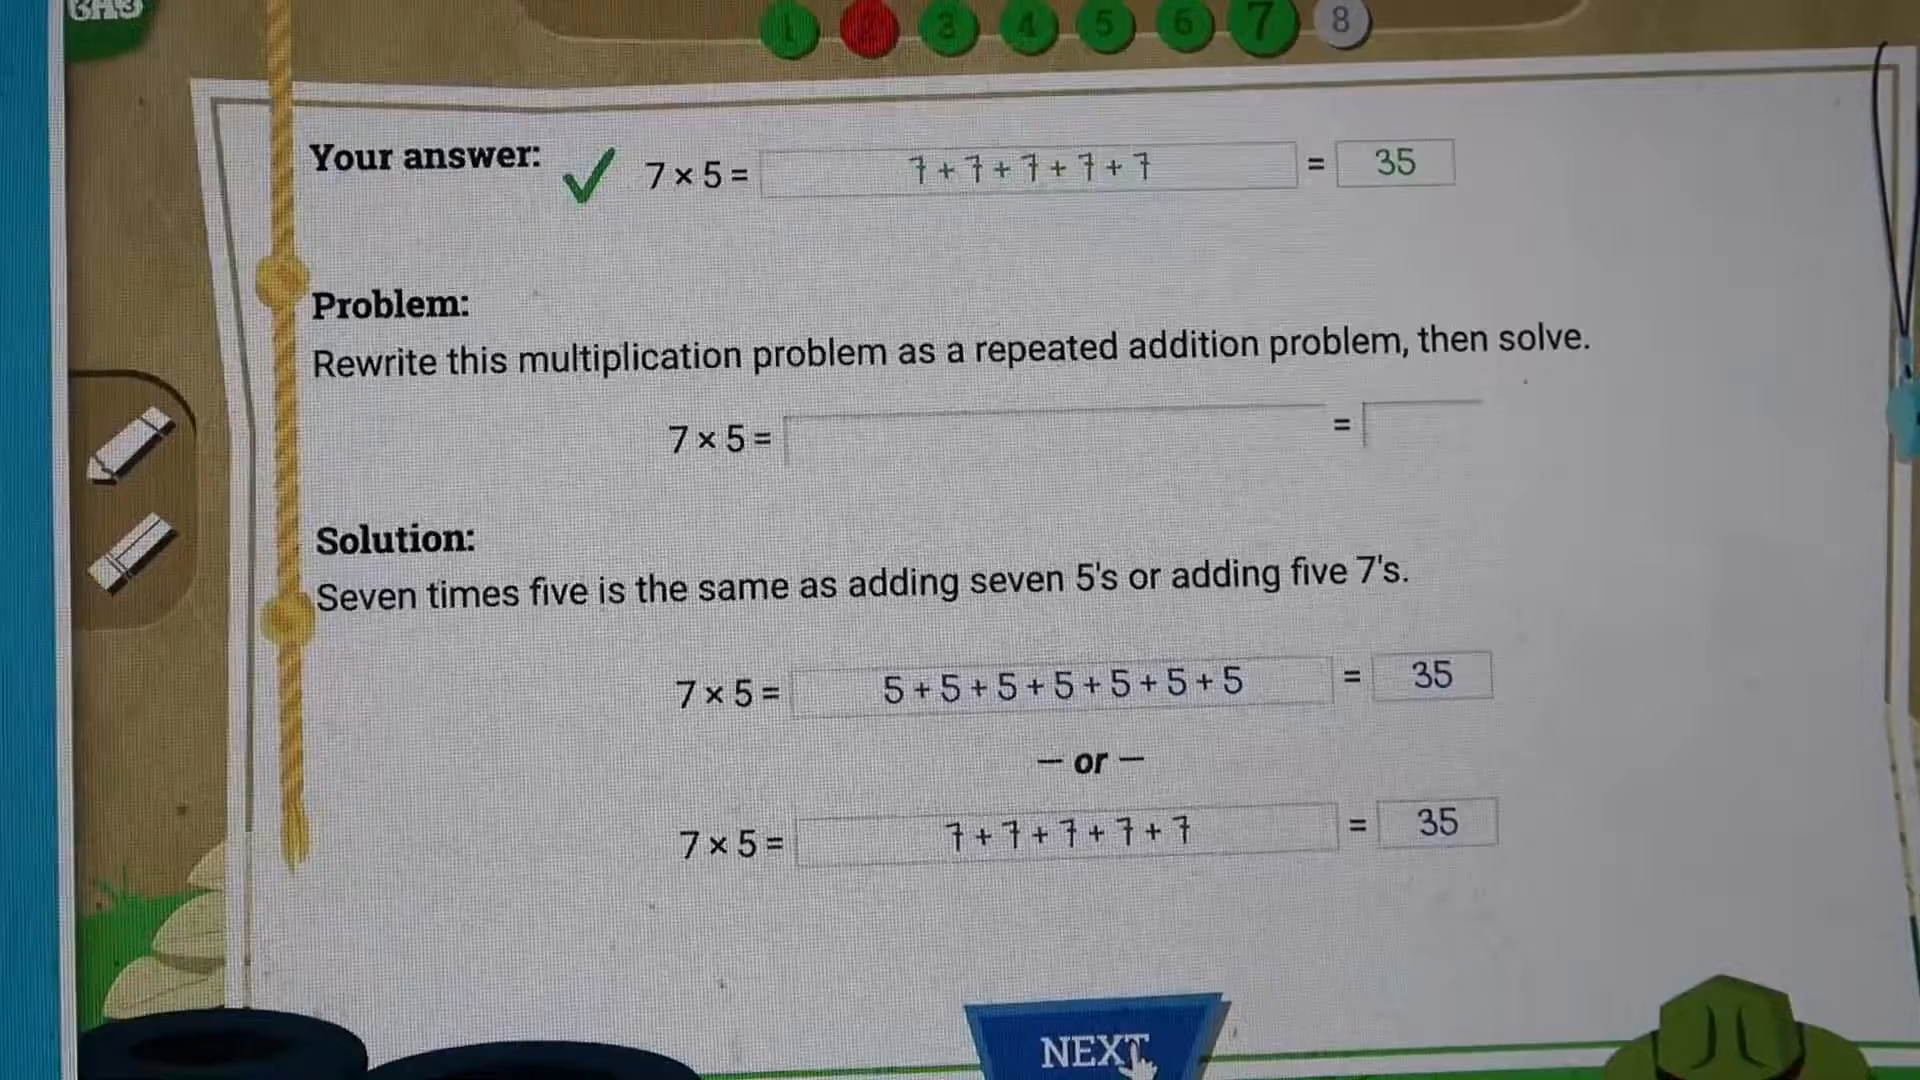 BA3
1 2 3 4 5 6 7 8
Your answer: 7 × 5 = 7 + 7 + 7 + 7 + 7 = 35
Problem:
Rewrite this multiplication problem as a repeated addition problem, then solve.
7 × 5 = =
Solution:
Seven times five is the same as adding seven 5's or adding five 7's.
7 × 5 = 5 + 5 + 5 + 5 + 5 + 5 + 5 = 35
— or —
7 × 5 = 7 + 7 + 7 + 7 + 7 = 35
NEXT